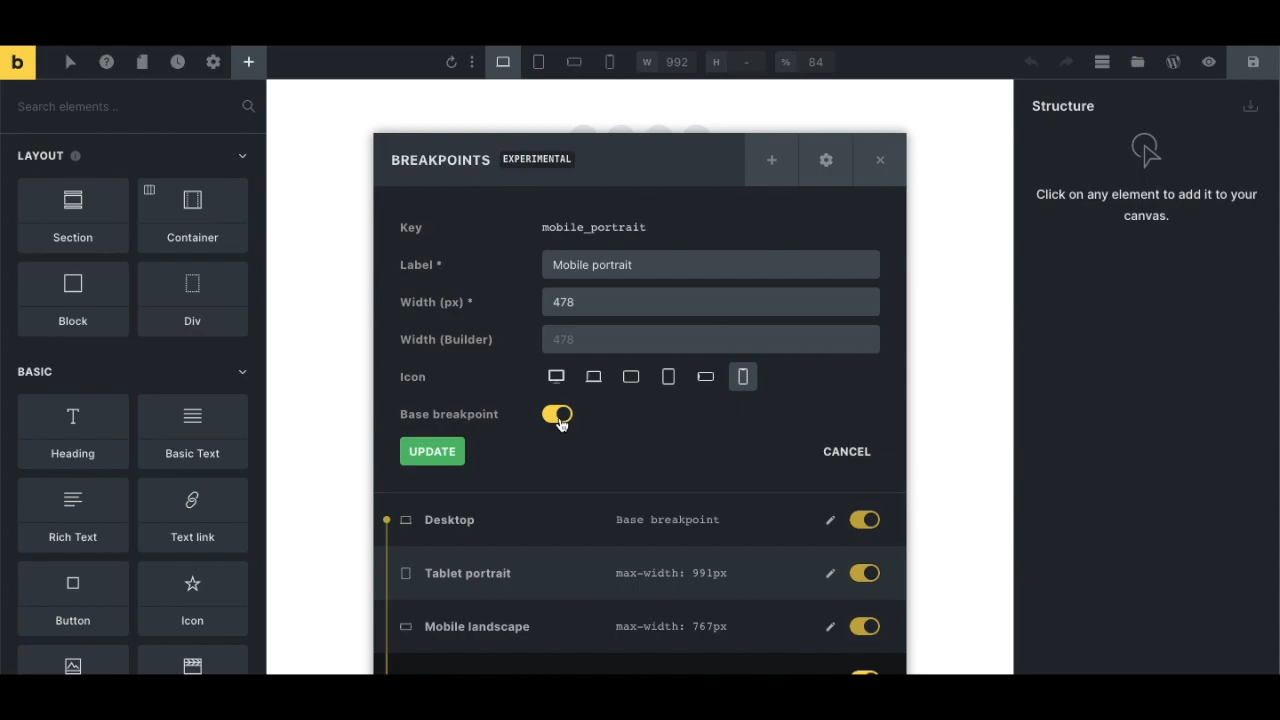 b
W 992
H -
% 84
Search elements ..
LAYOUT
Section
Container
Block
Div
BASIC
Heading
Basic Text
Rich Text
Text link
Button
Icon
BREAKPOINTS EXPERIMENTAL
Key mobile_portrait
Label * Mobile portrait
Width (px) * 478
Width (Builder) 478
Icon
Base breakpoint
UPDATE CANCEL
Desktop Base breakpoint
Tablet portrait max-width: 991px
Mobile landscape max-width: 767px
Structure
Click on any element to add it to your
canvas.